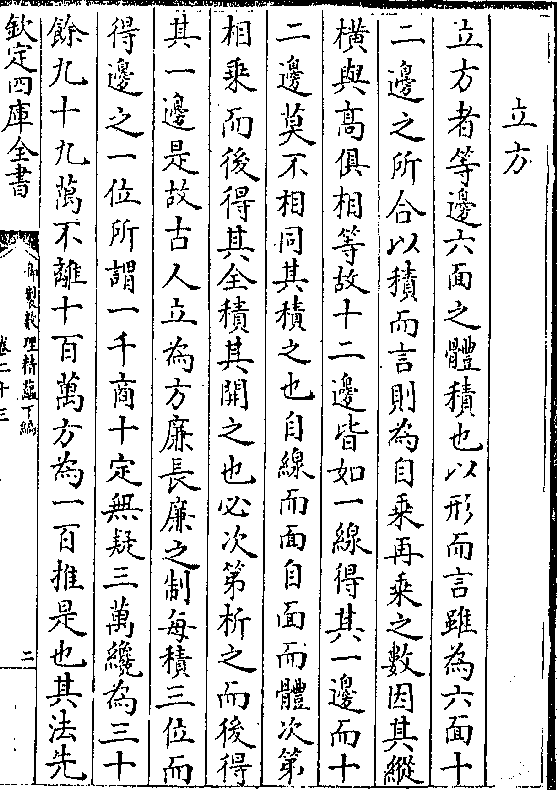 立方
立方者等邊六面之體積也以形而言雖為六面十
二邊之所合以積而言則為自乘再乘之數因其縱
橫與高俱相等故十二邊皆如一線得其一邊而十
二邊莫不相同其積之也自線而面自面而體次第
相乘而後得其全積其開之也必次第析之而後得
其一邊是故古人立為方廉長廉之制每積三位而
得邊之一位所謂一千商十定無疑三萬纔為三十
餘九十九萬不離十百萬方為一百推是也其法先
欽定四庫全書
御製數理精蘊下編
卷二十三
二